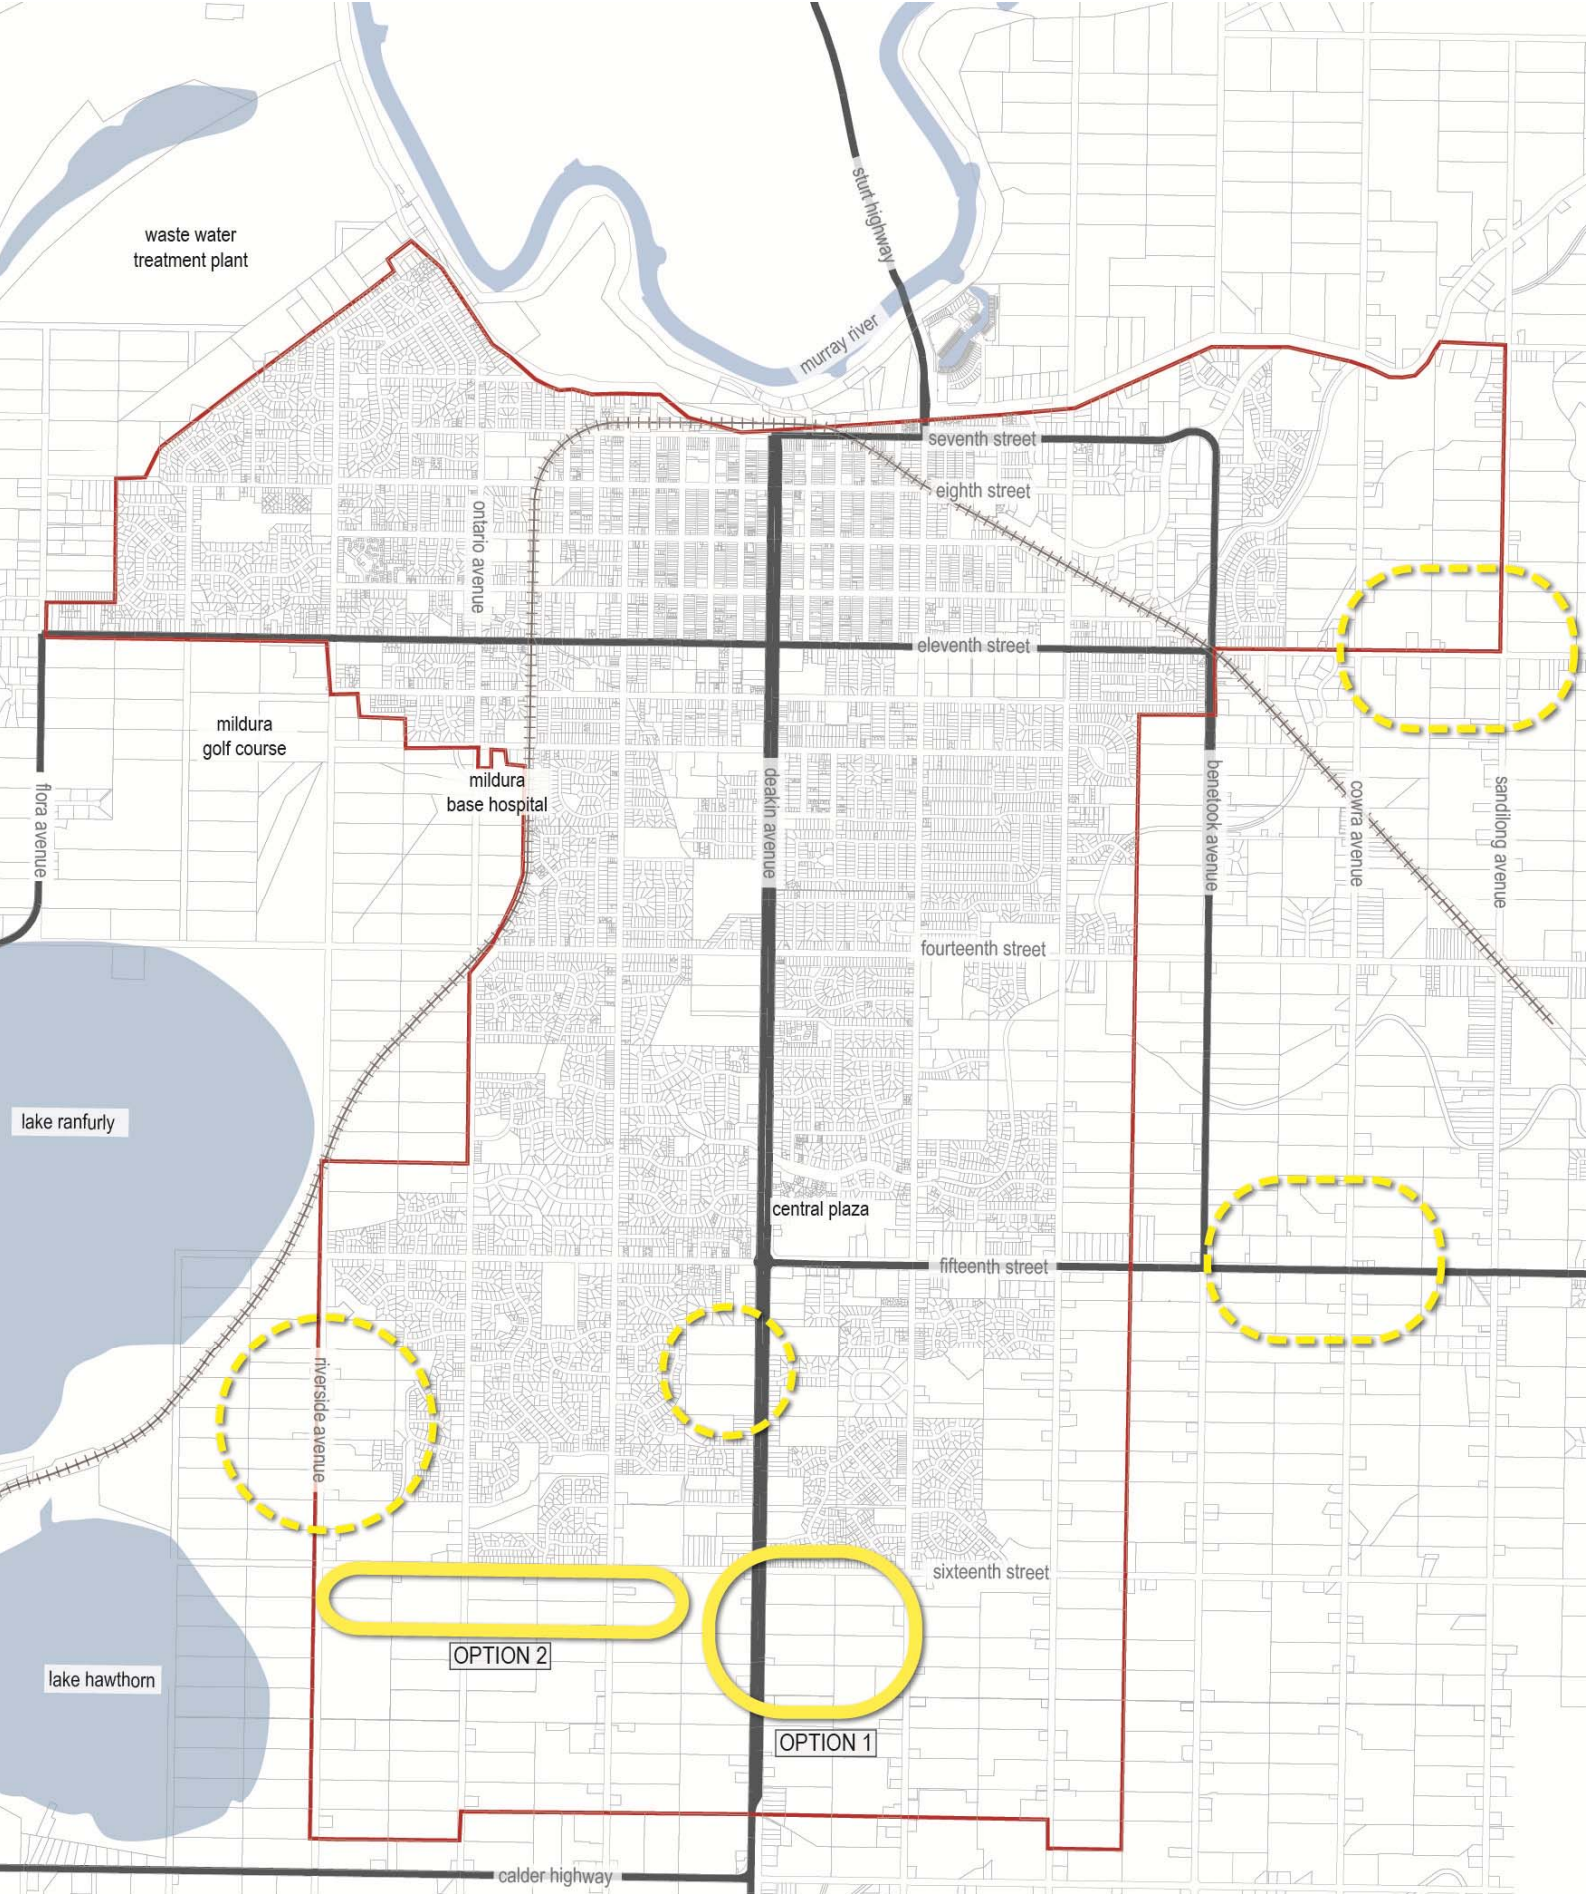 waste water
treatment plant
sturt highway
murray river
seventh street
eighth street
ontario avenue
eleventh street
mildura
golf course
mildura
base hospital
flora avenue
deakin avenue
benetook avenue
cowra avenue
sandilong avenue
fourteenth street
lake ranfurly
central plaza
fifteenth street
riverside avenue
sixteenth street
OPTION 2
lake hawthorn
OPTION 1
calder highway